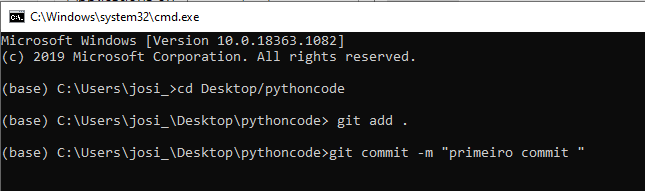 C:\Windows\system32\cmd.exe
Microsoft Windows [Version 10.0.18363.1082]
(c) 2019 Microsoft Corporation. All rights reserved.
(base) C:\Users\josi_>cd Desktop/pythoncode
(base) C:\Users\josi_\Desktop\pythoncode> git add .
(base) C:\Users\josi_\Desktop\pythoncode>git commit -m "primeiro commit "